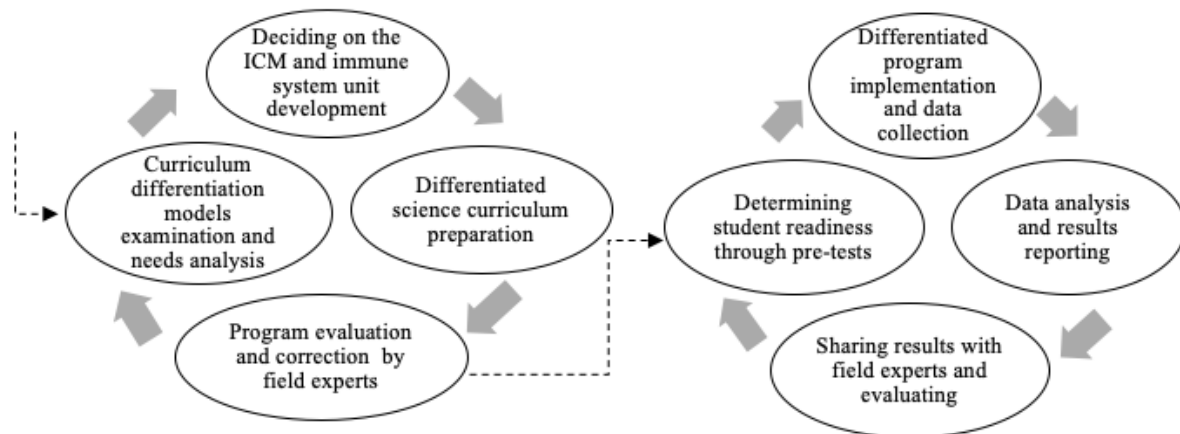 Deciding on the
ICM and immune
system unit
development
Curriculum
differentiation
models
examination and
needs analysis
Differentiated
science curriculum
preparation
Program evaluation
and correction by
field experts
Differentiated
program
implementation
and data
collection
Determining
student readiness
through pre-tests
Data analysis
and results
reporting
Sharing results with
field experts and
evaluating